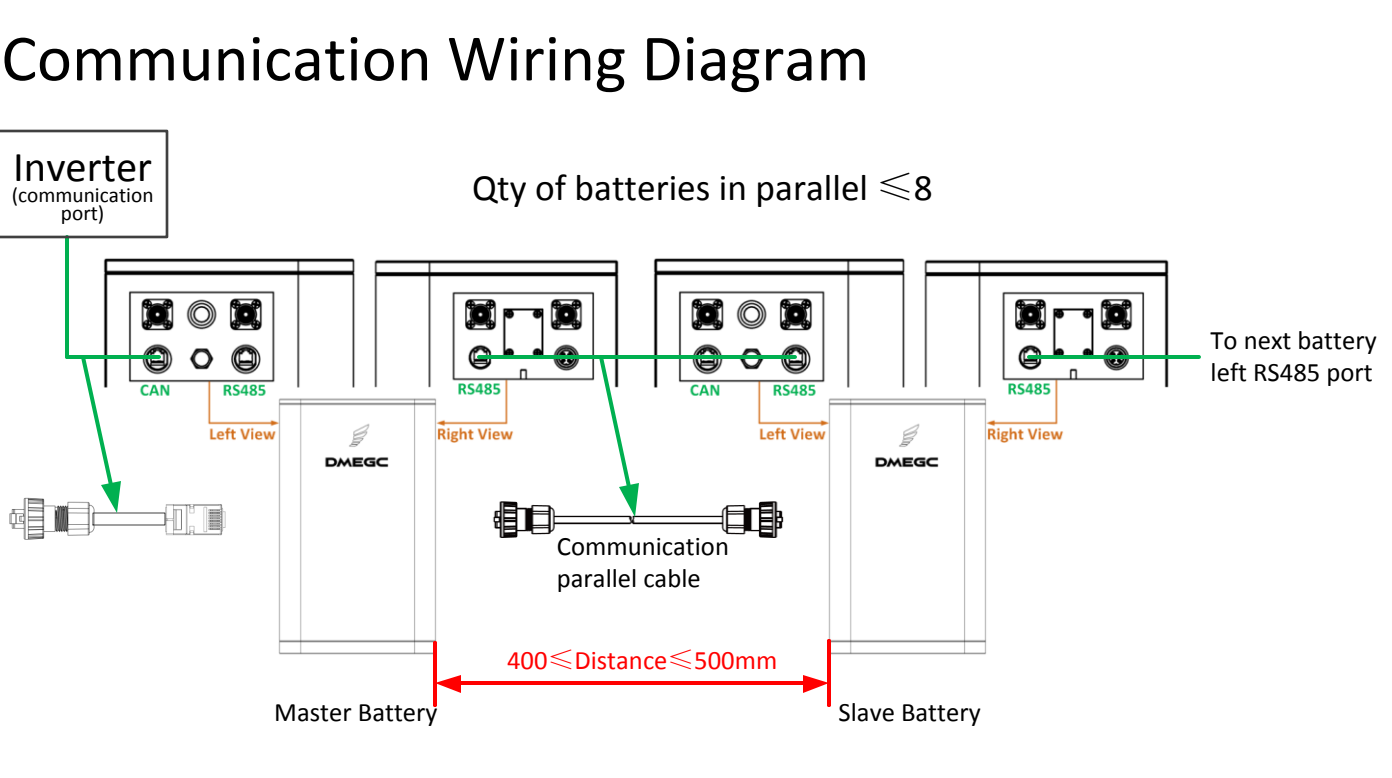 Communication Wiring Diagram
Inverter
(communication
port)
Qty of batteries in parallel ≤8
CAN
RS485
RS485
CAN
RS485
RS485
To next battery
left RS485 port
Left View
Right View
Left View
Right View
DMEGC
DMEGC
Communication
parallel cable
400≤Distance≤500mm
Master Battery
Slave Battery